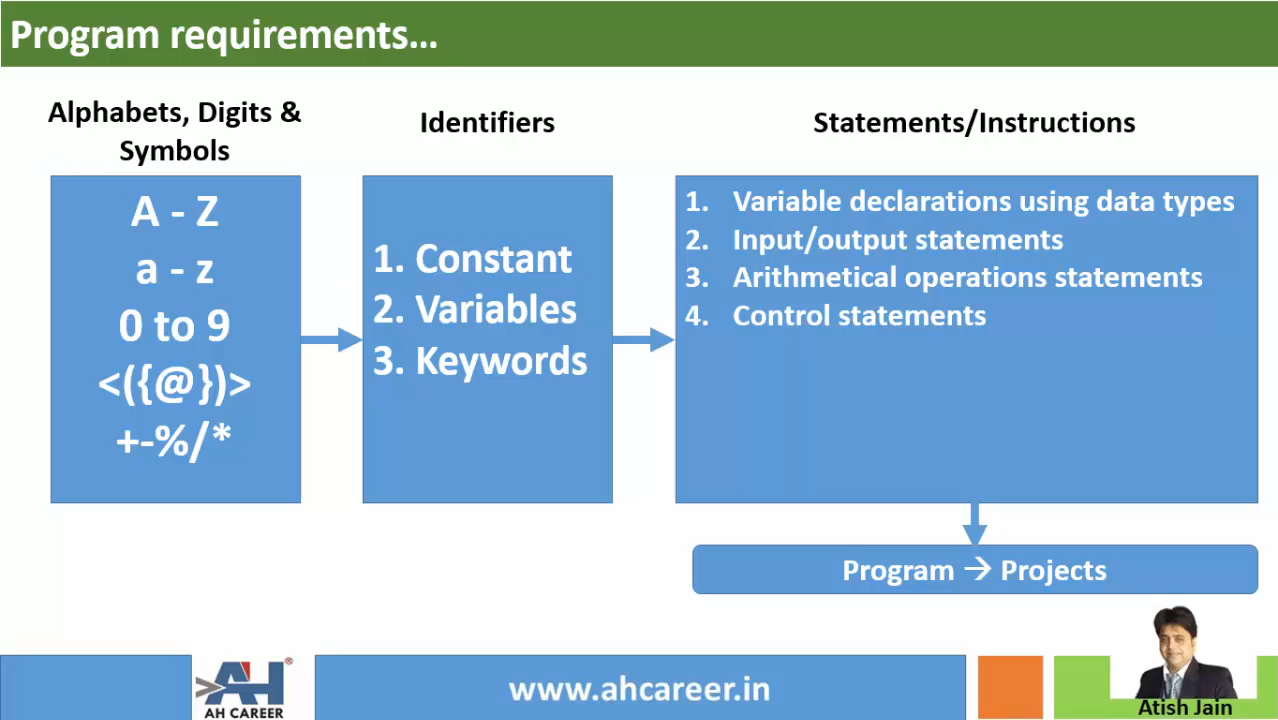 Program requirements...
Alphabets, Digits &
Symbols
A - Z
a - z
0 to 9
<({@})>
+-%/*
Identifiers
1. Constant
2. Variables
3. Keywords
Statements/Instructions
1. Variable declarations using data types
2. Input/output statements
3. Arithmetical operations statements
4. Control statements
Program → Projects
AH®
AH CAREER
www.ahcareer.in
Atish Jain